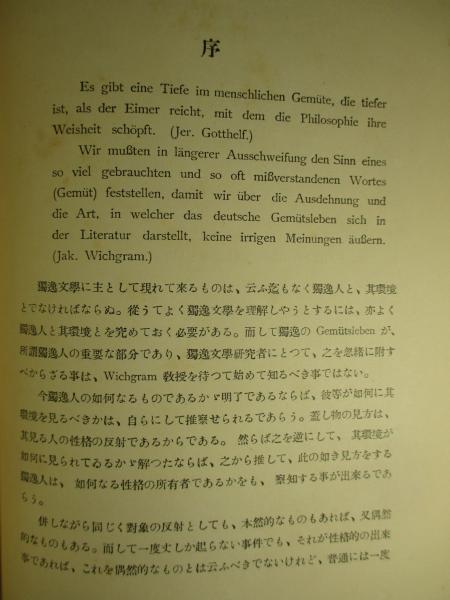 序
Es gibt eine Tiefe im menschlichen Gemüte, die tiefer
ist, als der Eimer reicht, mit dem die Philosophie ihre
Weisheit schöpft. (Jer. Gotthelf.)
Wir mußten in längerer Ausschweifung den Sinn eines
so viel gebrauchten und so oft mißverstandenen Wortes
(Gemüt) feststellen, damit wir über die Ausdehnung und
die Art, in welcher das deutsche Gemütsleben sich in
der Literatur darstellt, keine irrigen Meinungen äußern.
(Jak. Wichgram.)
獨逸文學に主として現れて來るものは、云ふ迄もなく獨逸人と、其環境
とでなければならぬ。從うてよく獨逸文學を理解しやうとするには、亦よく
獨逸人と其環境とを究めておく必要がある。而して獨逸の Gemütsleben が、
所謂獨逸人の重要な部分であり、獨逸文學研究者にとつて、之を忽緒に附す
べからざる事は、Wichgram 敎授を待つて始めて知るべき事ではない。
今獨逸人の如何なるものであるかゞ明了であるならば、彼等が如何に其
環境を見るべきかは、自らにして推察せられるであらう。蓋し物の見方は、
其見る人の性格の反射であるからである。然らば之を逆にして、其環境が
如何に見られてゐるかゞ解つたならば、之から推して、此の如き見方をする
獨逸人は、如何なる性格の所有者であるかをも、察知する事が出來るであ
らう。
併しながら同じく對象の反射としても、本然的なものもあれば、又偶然
的なものもある。而して一度丈しか起らない事件でも、それが性格的の出來
事であれば、これを偶然的なものとは云ふべきでないけれど、普通には一度